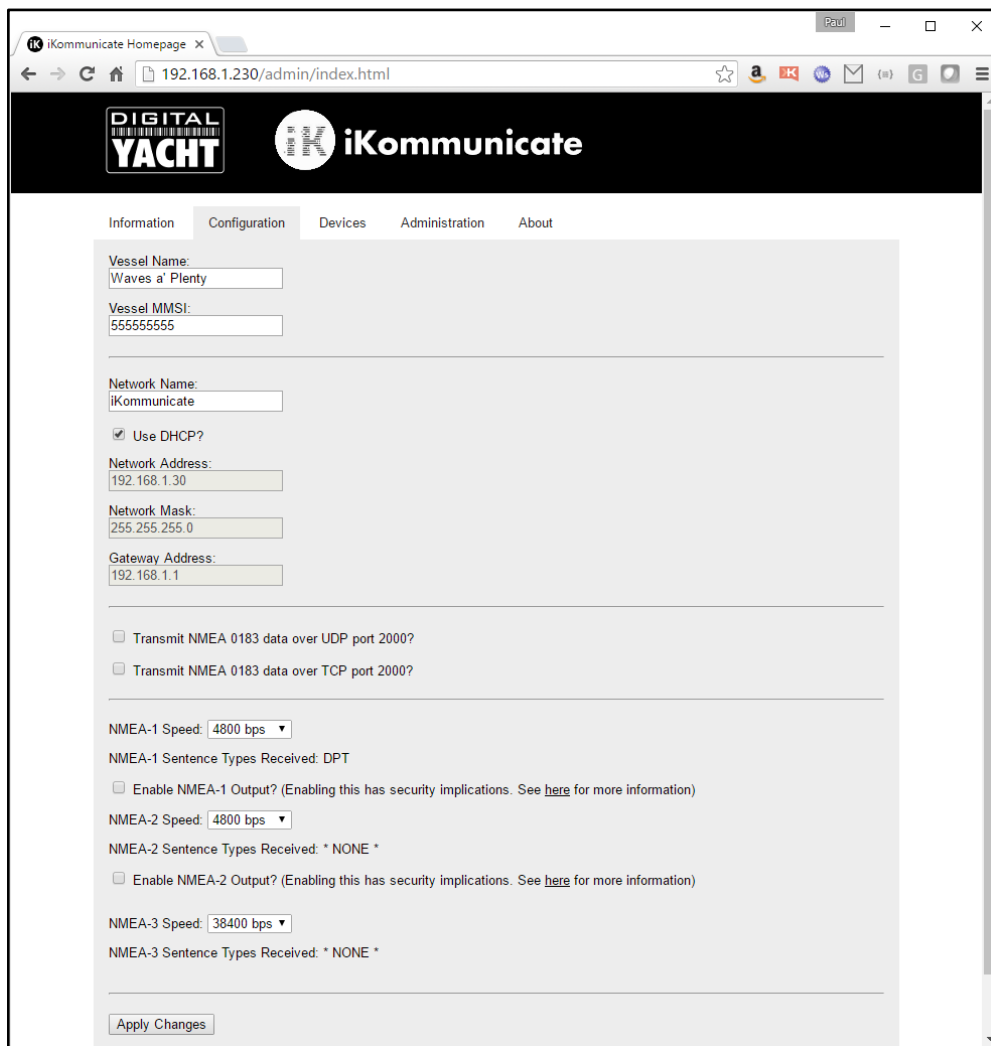 Paul
iKommunicate Homepage
192.168.1.230/admin/index.html
DIGITAL
YACHT
iK iKommunicate
Information Configuration Devices Administration About
Vessel Name:
Waves a' Plenty
Vessel MMSI:
555555555
Network Name:
iKommunicate
Use DHCP?
Network Address:
192.168.1.30
Network Mask:
255.255.255.0
Gateway Address:
192.168.1.1
Transmit NMEA 0183 data over UDP port 2000?
Transmit NMEA 0183 data over TCP port 2000?
NMEA-1 Speed: 4800 bps
NMEA-1 Sentence Types Received: DPT
Enable NMEA-1 Output? (Enabling this has security implications. See here for more information)
NMEA-2 Speed: 4800 bps
NMEA-2 Sentence Types Received: * NONE *
Enable NMEA-2 Output? (Enabling this has security implications. See here for more information)
NMEA-3 Speed: 38400 bps
NMEA-3 Sentence Types Received: * NONE *
Apply Changes